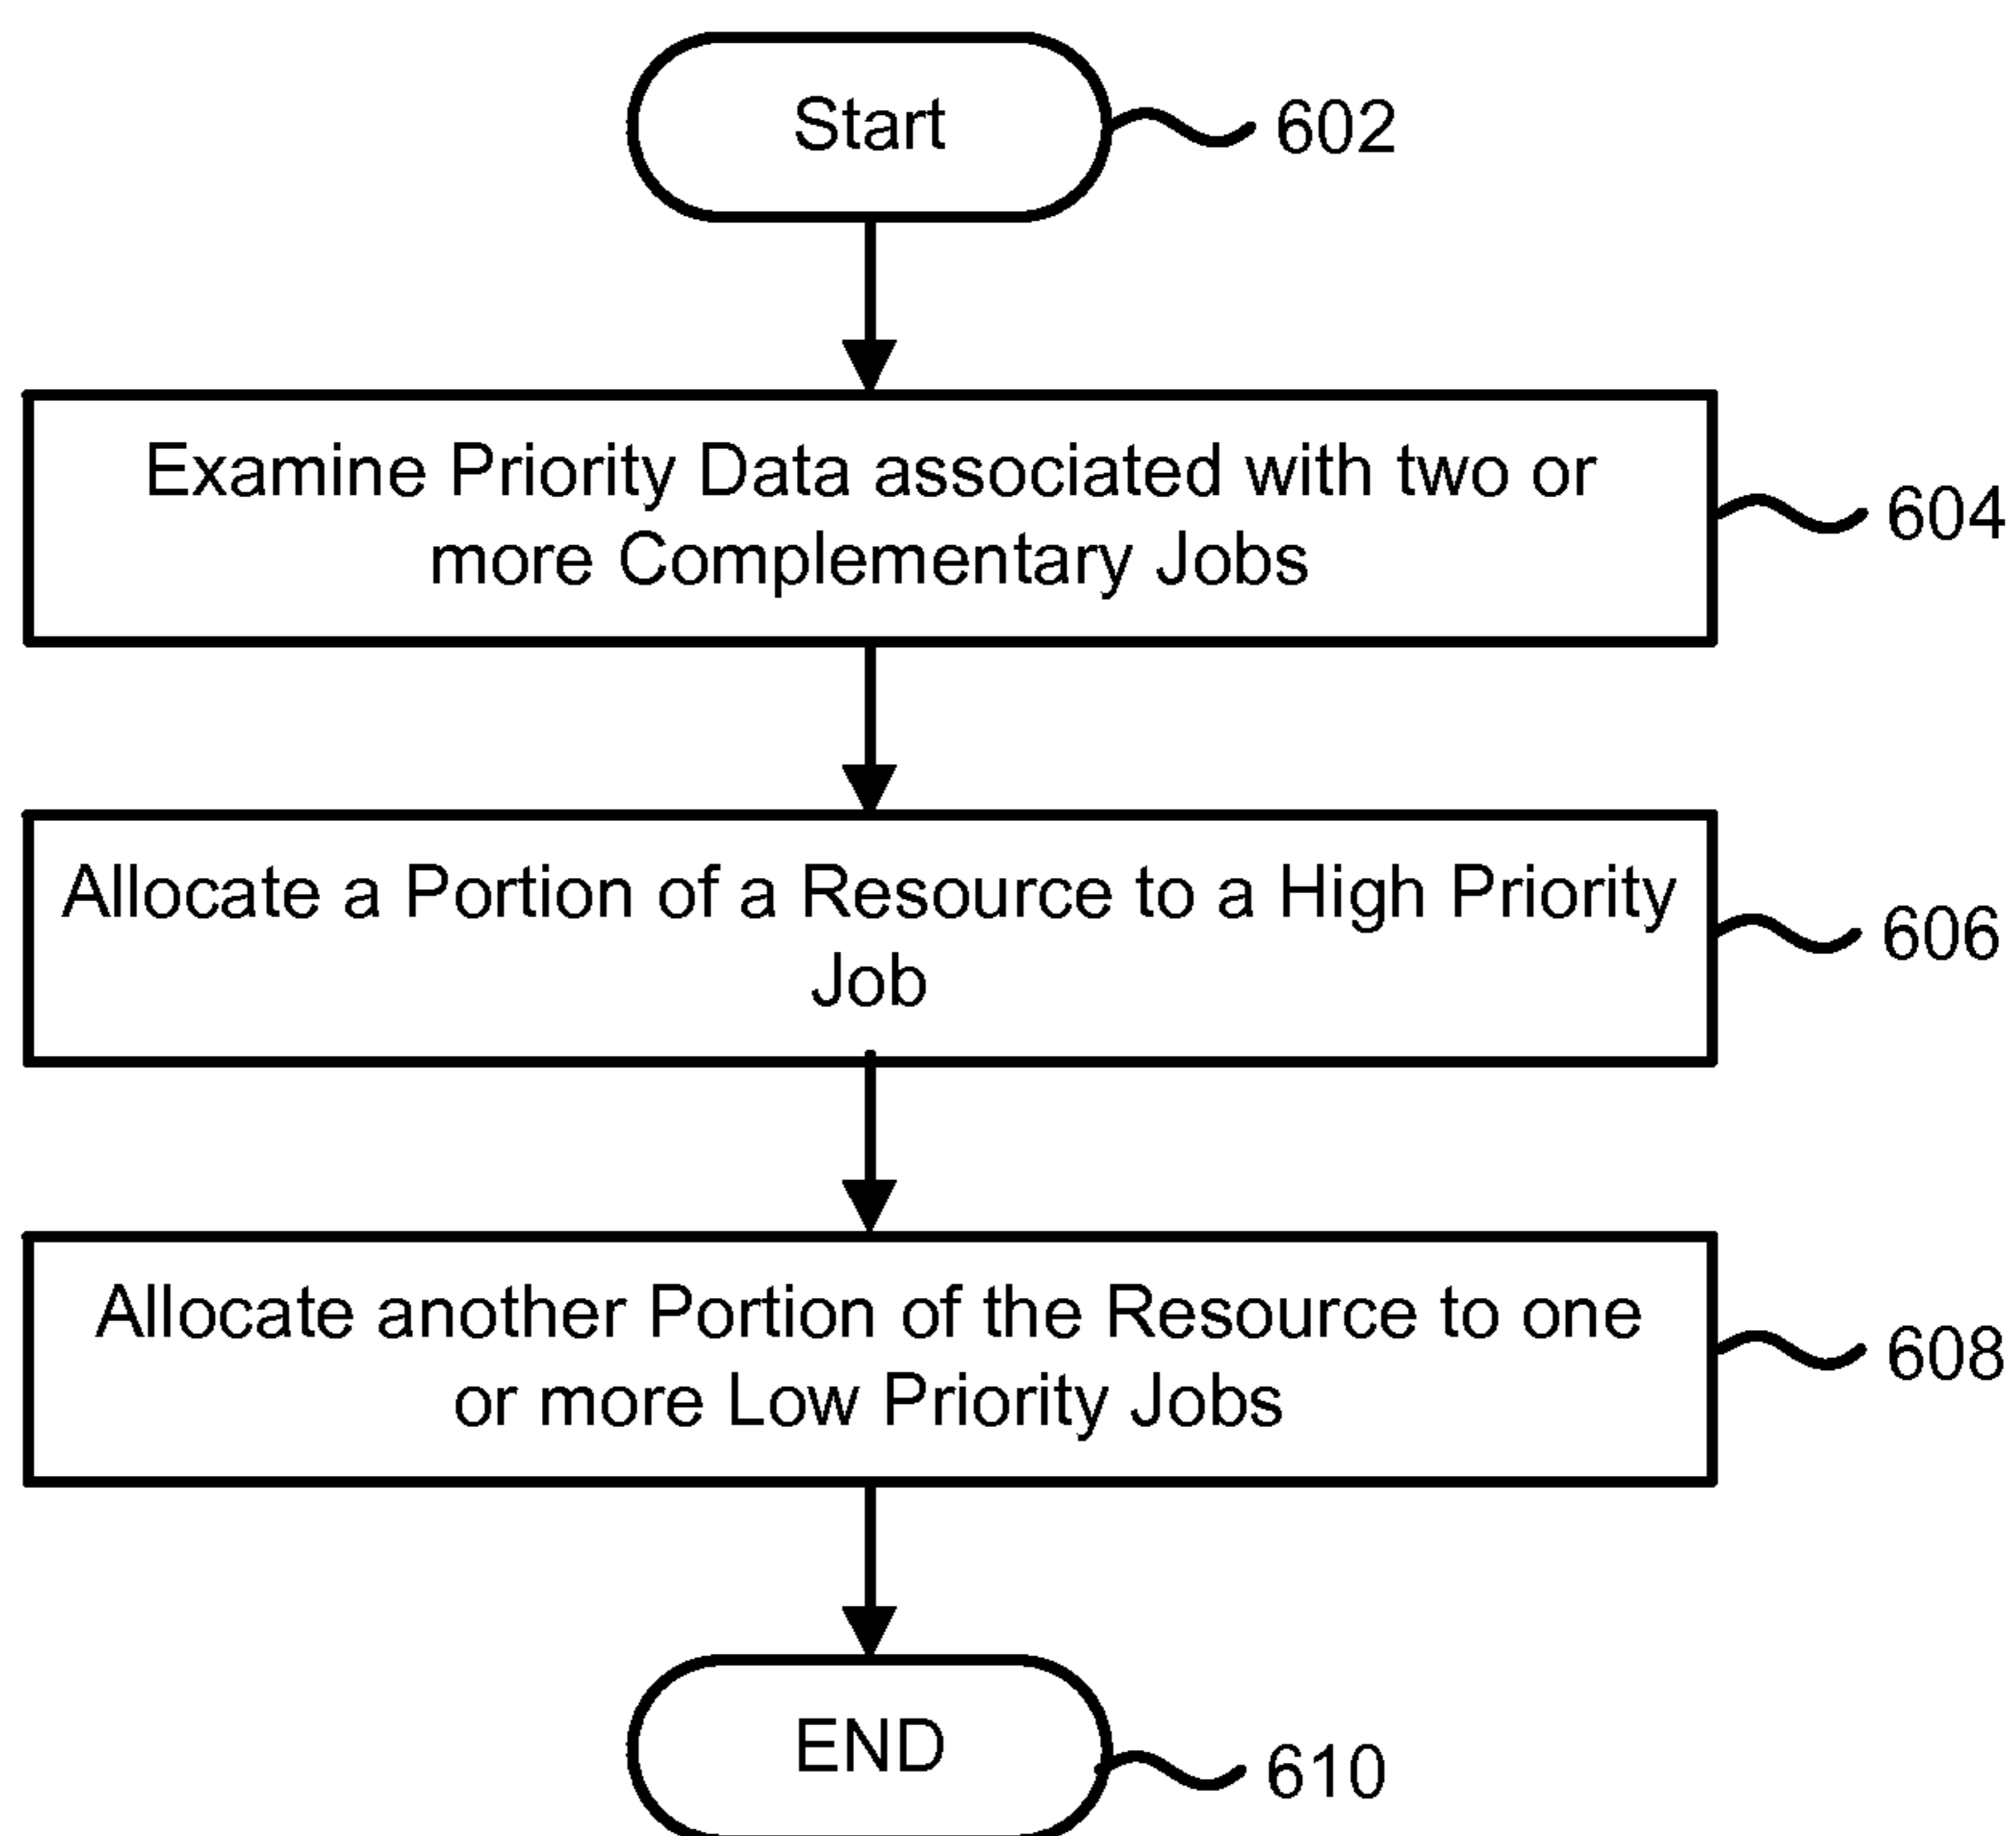 Start
602
Examine Priority Data associated with two or
more Complementary Jobs
604
Allocate a Portion of a Resource to a High Priority
Job
606
Allocate another Portion of the Resource to one
or more Low Priority Jobs
608
END
610